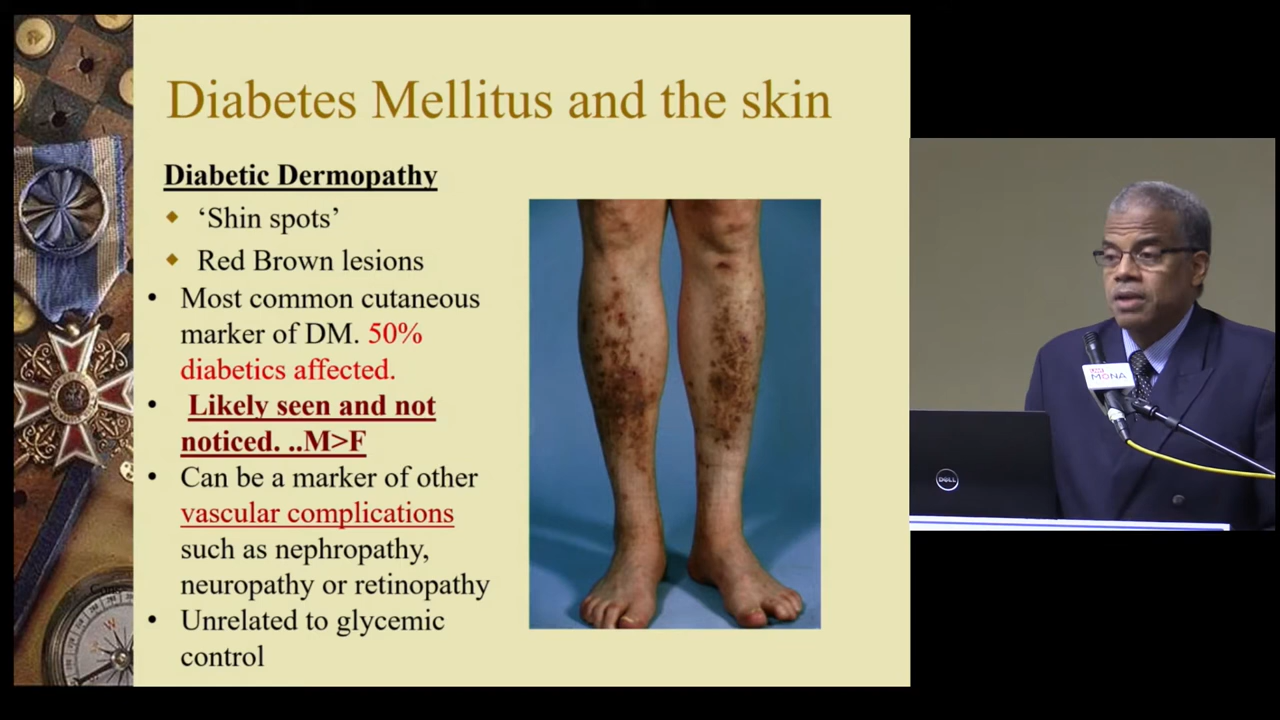 Diabetes Mellitus and the skin
Diabetic Dermopathy
‘Shin spots’
Red Brown lesions
Most common cutaneous
marker of DM. 50%
diabetics affected.
Likely seen and not
noticed. ..M>F
Can be a marker of other
vascular complications
such as nephropathy,
neuropathy or retinopathy
Unrelated to glycemic
control
MONA
DELL